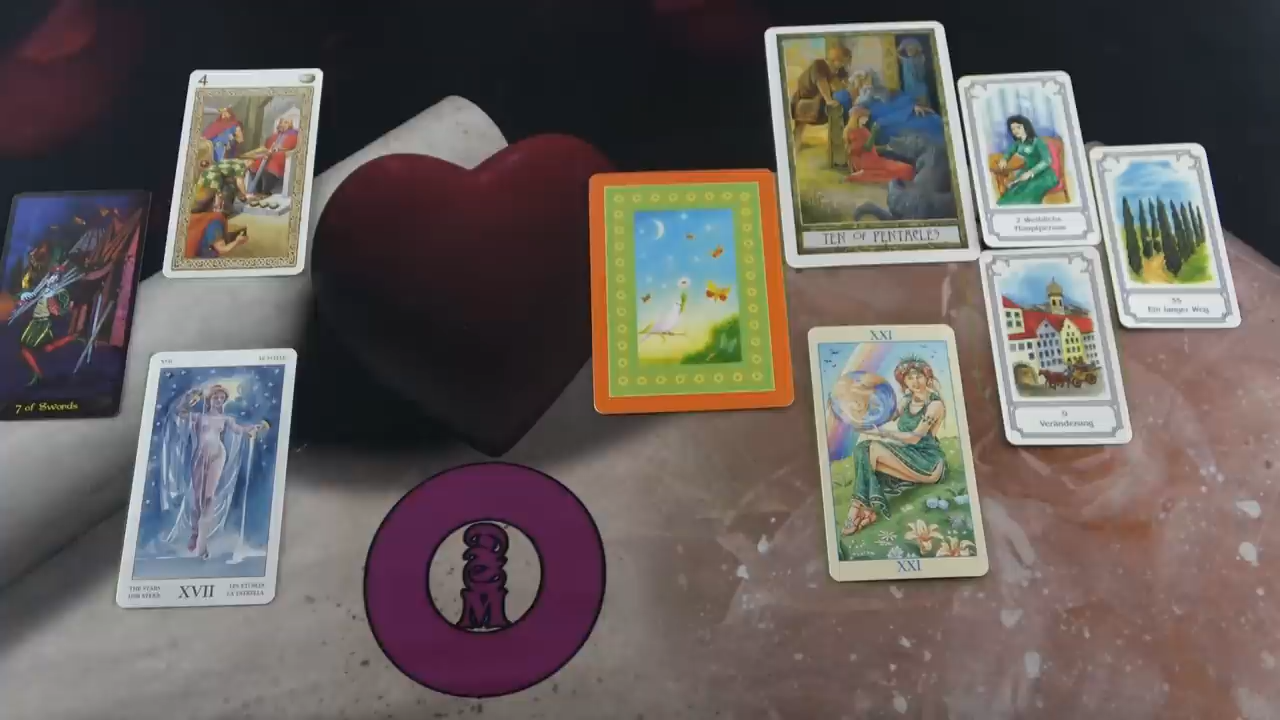 4
7 of Swords
XVII
THE STARS
XVII
LES ETOILES
LA ESTRELLA
TEN OF PENTACLES
2 Weibliche
Hauptperson
35
Ein langer Weg
9
Veränderung
XXI
XXI